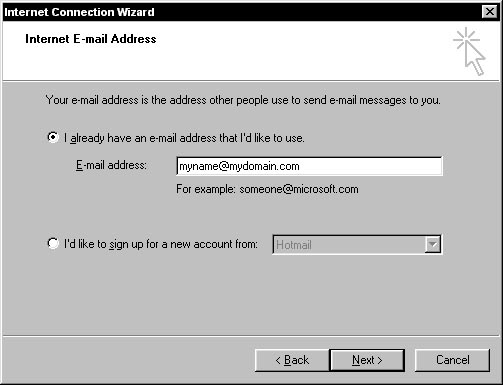 Internet Connection Wizard
Internet E-mail Address
Your e-mail address is the address other people use to send e-mail messages to you.
I already have an e-mail address that I'd like to use.
E-mail address: myname@mydomain.com
For example: someone@microsoft.com
I'd like to sign up for a new account from: Hotmail
< Back Next > Cancel